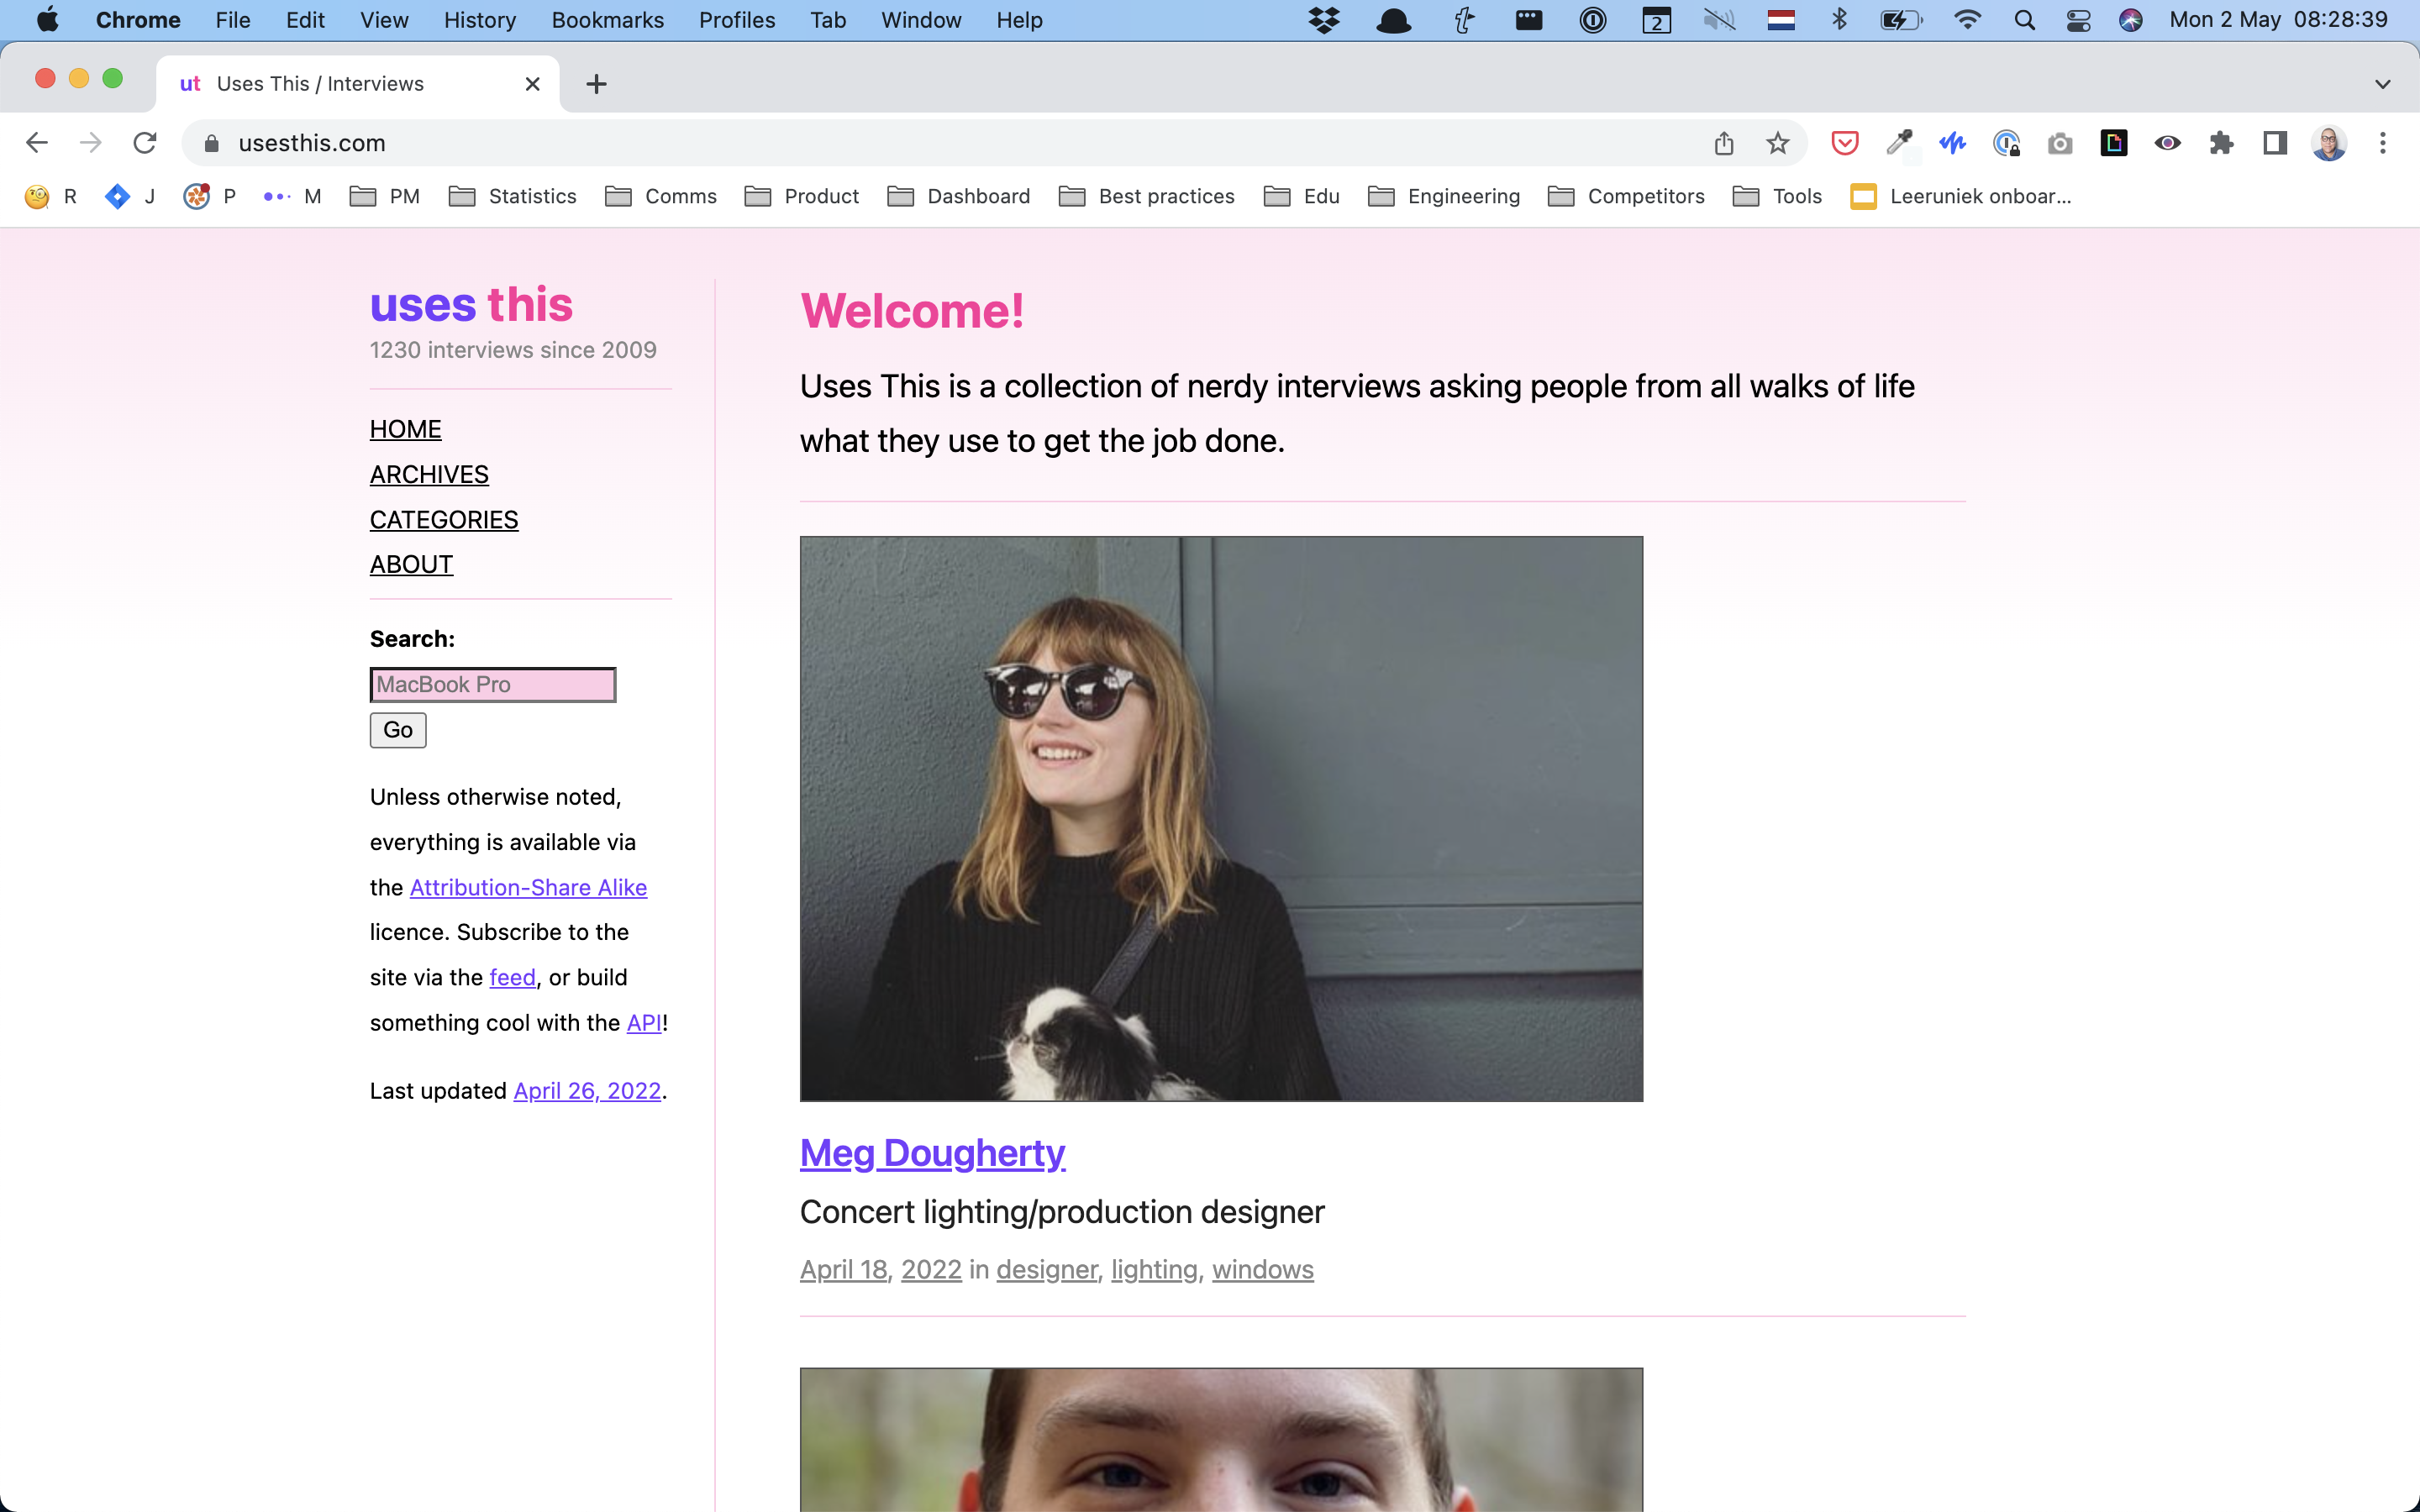 Chrome File Edit View History Bookmarks Profiles Tab Window Help 2 Mon 2 May 08:28:39
ut Uses This / Interviews
usesthis.com
R J P M PM Statistics Comms Product Dashboard Best practices Edu Engineering Competitors Tools Leeruniek onboar...
uses this
1230 interviews since 2009
HOME
ARCHIVES
CATEGORIES
ABOUT
Search:
MacBook Pro
Go
Unless otherwise noted,
everything is available via
the Attribution-Share Alike
licence. Subscribe to the
site via the feed, or build
something cool with the API!
Last updated April 26, 2022.
Welcome!
Uses This is a collection of nerdy interviews asking people from all walks of life
what they use to get the job done.
Meg Dougherty
Concert lighting/production designer
April 18, 2022 in designer, lighting, windows